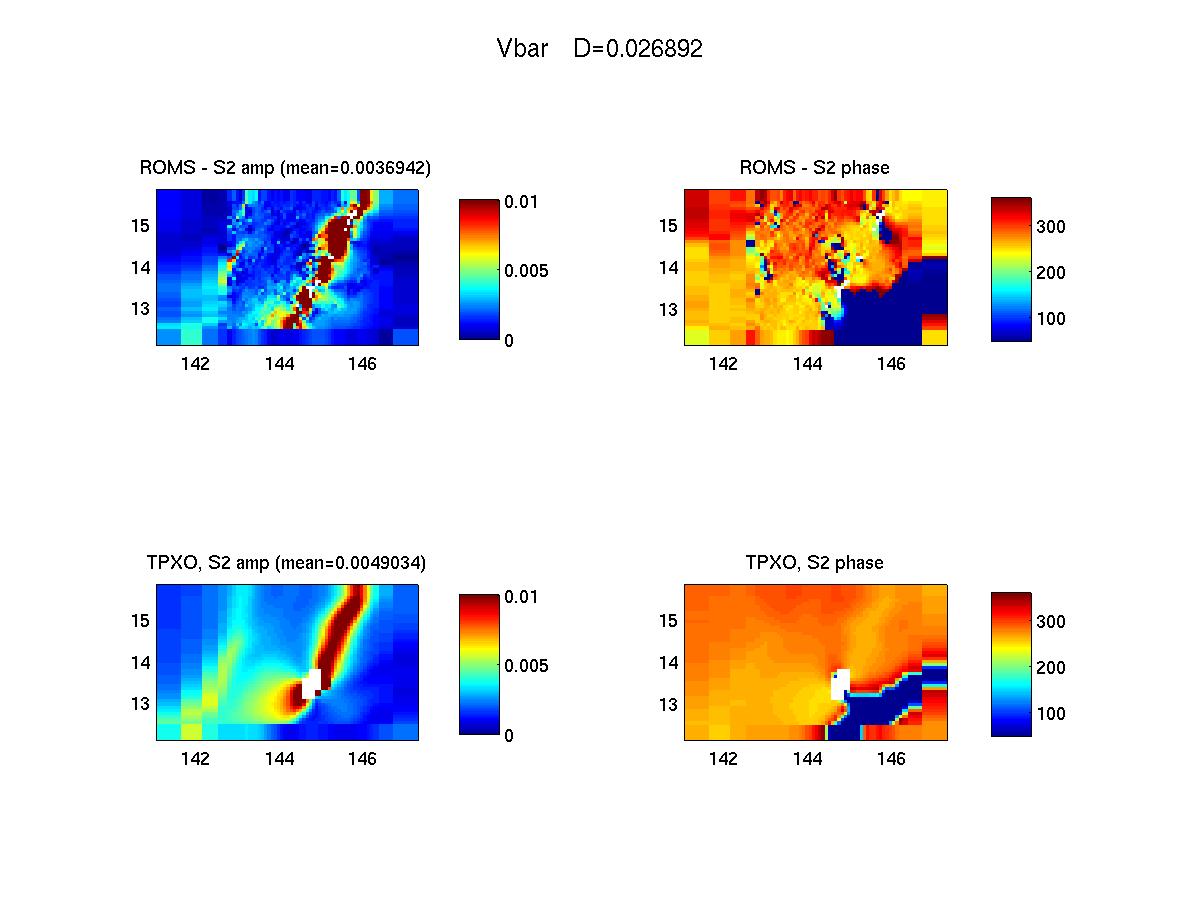 Vbar D=0.026892
ROMS - S2 amp (mean=0.0036942)
15
14
13
142 144 146
0.01
0.005
0
ROMS - S2 phase
15
14
13
142 144 146
300
200
100
TPXO, S2 amp (mean=0.0049034)
15
14
13
142 144 146
0.01
0.005
0
TPXO, S2 phase
15
14
13
142 144 146
300
200
100